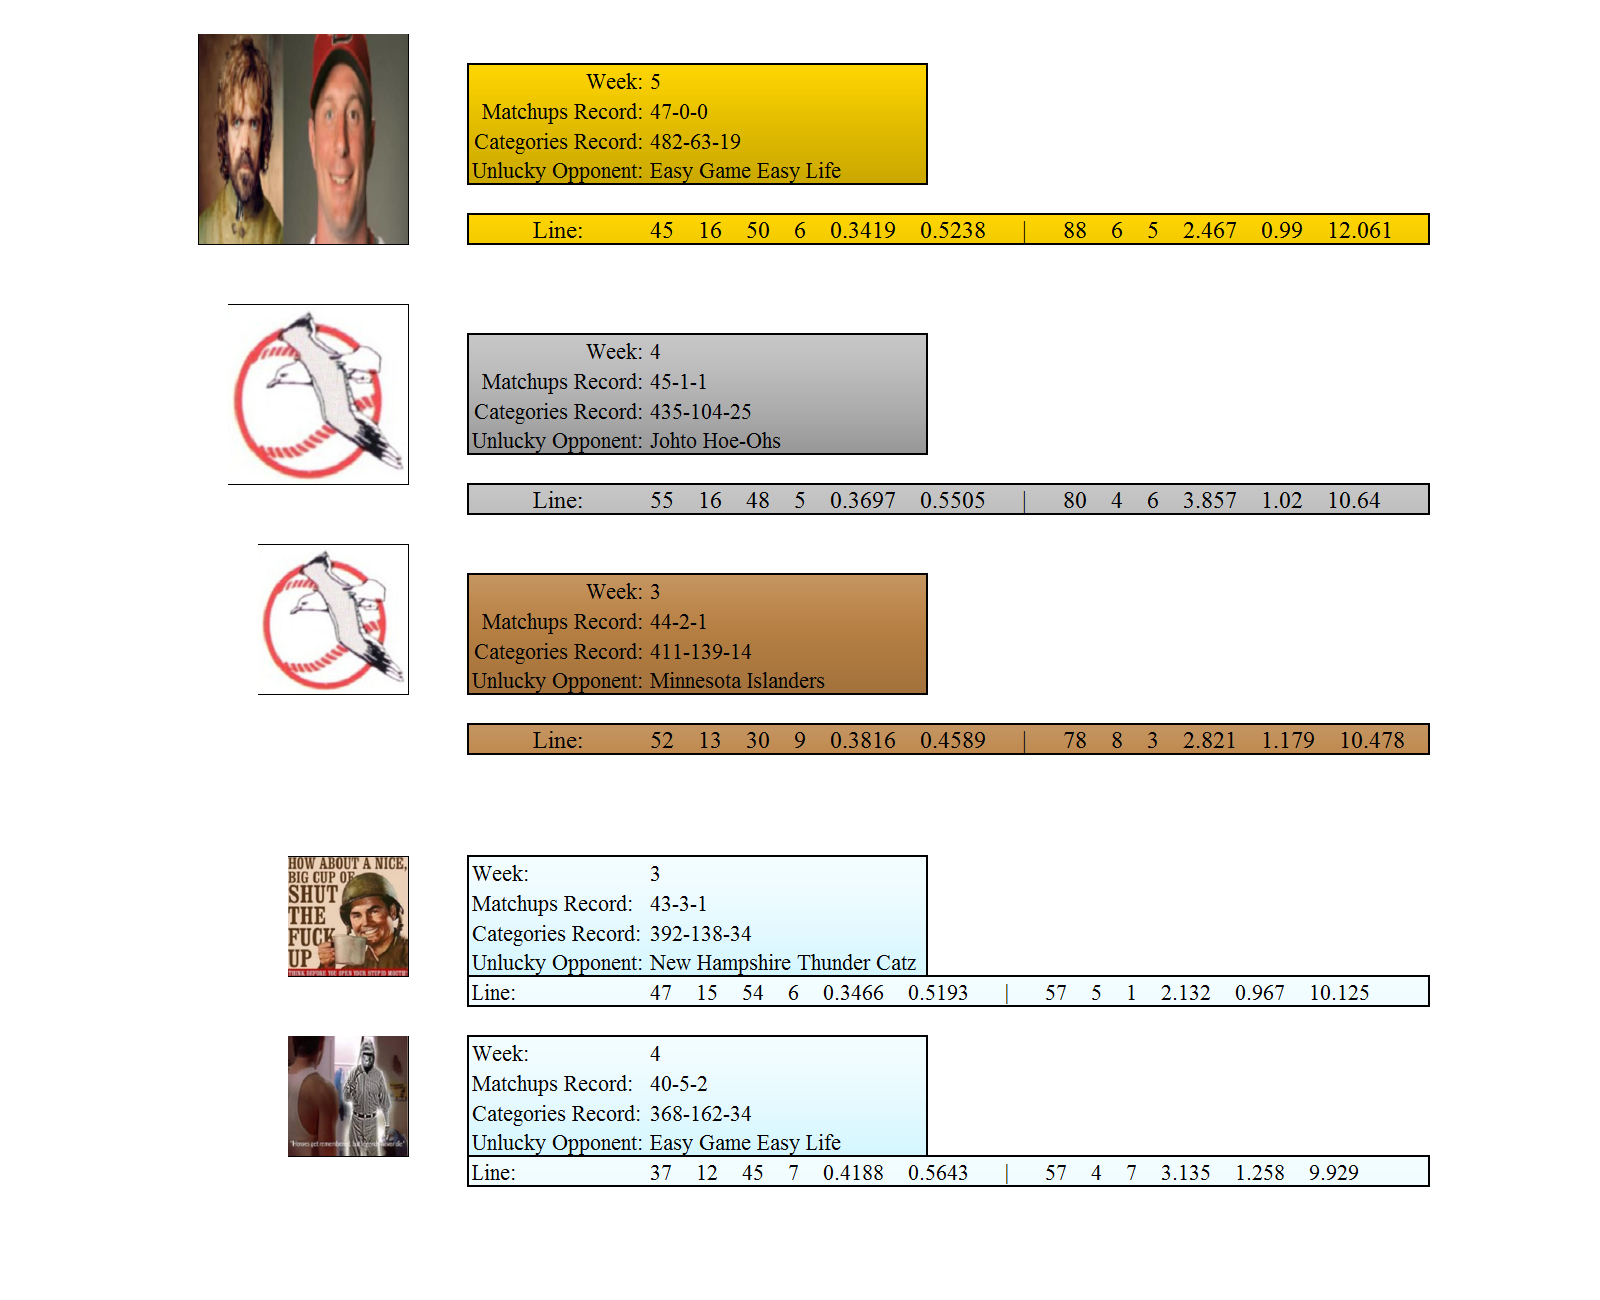 Week: 5
Matchups Record: 47-0-0
Categories Record: 482-63-19
Unlucky Opponent: Easy Game Easy Life
Line: 45 16 50 6 0.3419 0.5238 | 88 6 5 2.467 0.99 12.061
Week: 4
Matchups Record: 45-1-1
Categories Record: 435-104-25
Unlucky Opponent: Johto Hoe-Ohs
Line: 55 16 48 5 0.3697 0.5505 | 80 4 6 3.857 1.02 10.64
Week: 3
Matchups Record: 44-2-1
Categories Record: 411-139-14
Unlucky Opponent: Minnesota Islanders
Line: 52 13 30 9 0.3816 0.4589 | 78 8 3 2.821 1.179 10.478
HOW ABOUT A NICE,
BIG CUP OF
SHUT
THE
FUCK
UP
THINK BEFORE YOU OPEN YOUR STUPID MOUTH!
Week: 3
Matchups Record: 43-3-1
Categories Record: 392-138-34
Unlucky Opponent: New Hampshire Thunder Catz
Line: 47 15 54 6 0.3466 0.5193 | 57 5 1 2.132 0.967 10.125
"Heroes get remembered, but legends never die"
Week: 4
Matchups Record: 40-5-2
Categories Record: 368-162-34
Unlucky Opponent: Easy Game Easy Life
Line: 37 12 45 7 0.4188 0.5643 | 57 4 7 3.135 1.258 9.929